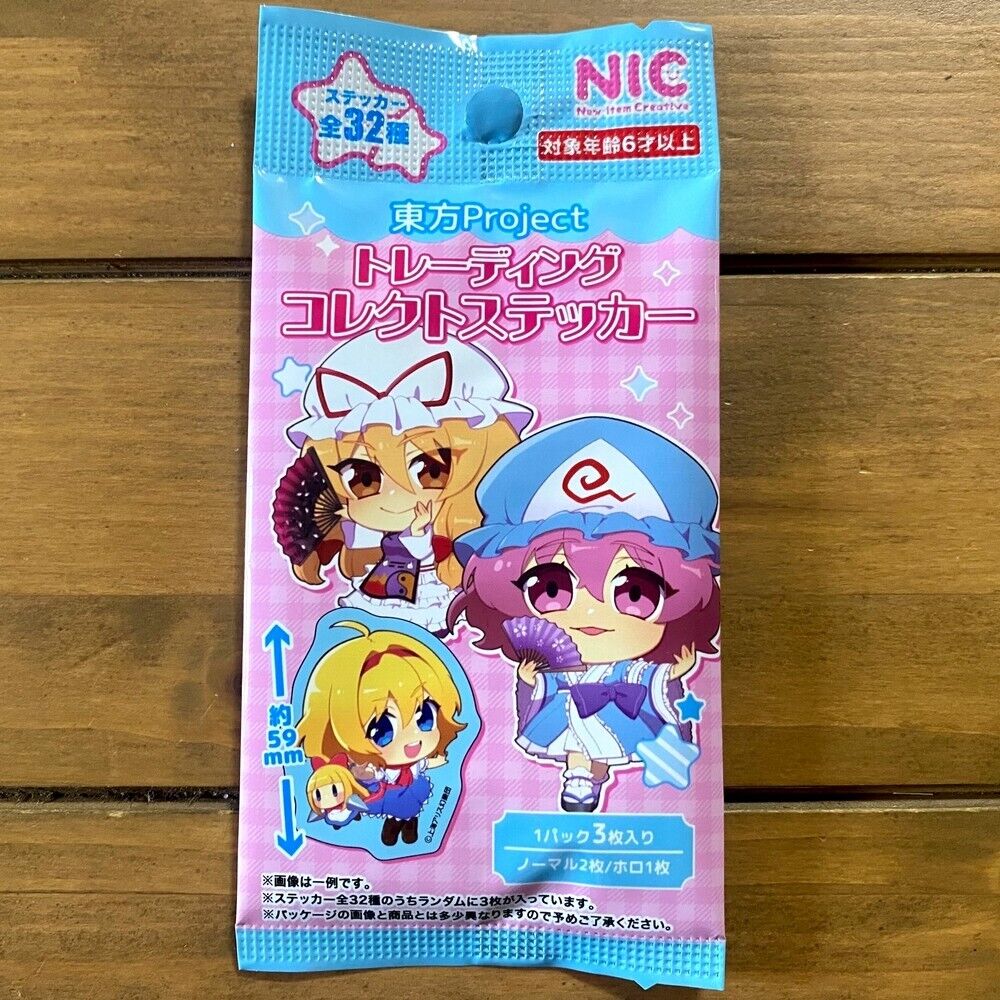 ステッカー
全32種
NIC
New Item Creative
対象年齢6才以上
東方Project
トレーディング
コレクトステッカー
約
59
mm
©上海アリス幻樂団
1パック3枚入り
ノーマル2枚/ホロ1枚
※画像は一例です。
※ステッカー全32種のうちランダムに3枚が入っています。
※パッケージの画像と商品とは多少異なりますので予めご了承ください。